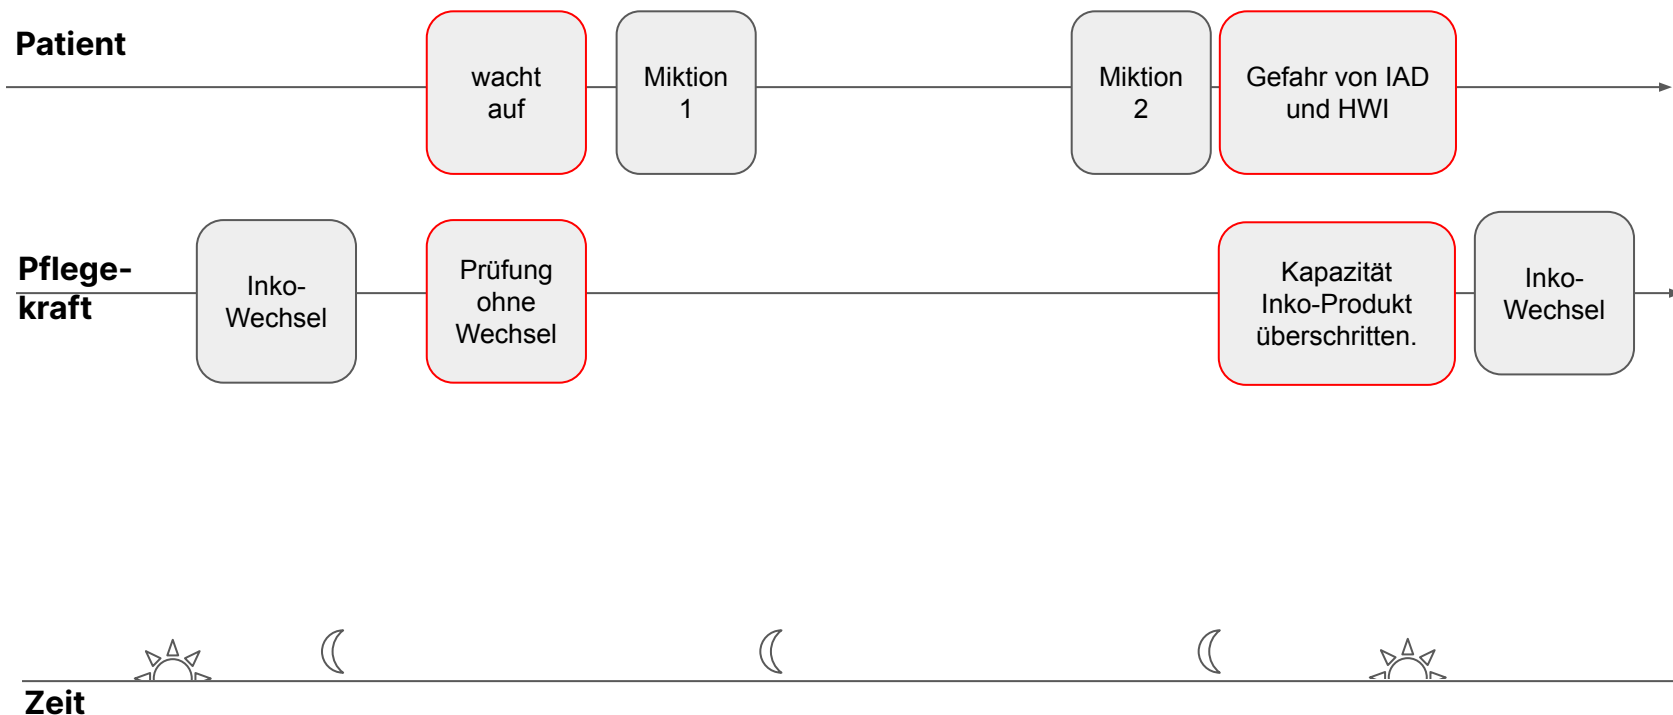 Patient
wacht
auf
Miktion
1
Miktion
2
Gefahr von IAD
und HWI
Pflege-
kraft
Inko-
Wechsel
Prüfung
ohne
Wechsel
Kapazität
Inko-Produkt
überschritten.
Inko-
Wechsel
Zeit